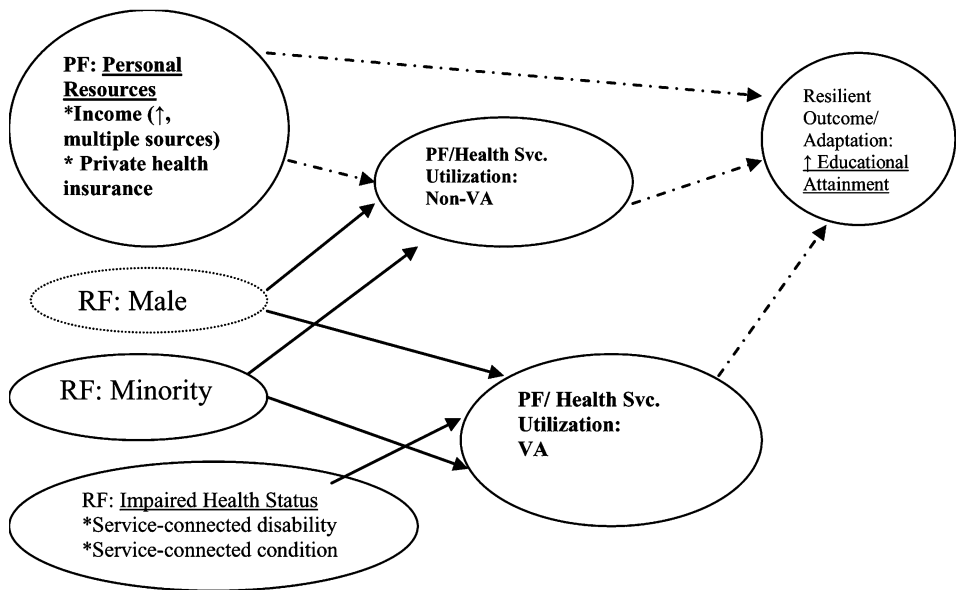 PF: Personal
Resources
*Income (↑,
multiple sources)
* Private health
insurance
PF/Health Svc.
Utilization:
Non-VA
Resilient
Outcome/
Adaptation:
↑ Educational
Attainment
RF: Male
RF: Minority
PF/ Health Svc.
Utilization:
VA
RF: Impaired Health Status
*Service-connected disability
*Service-connected condition